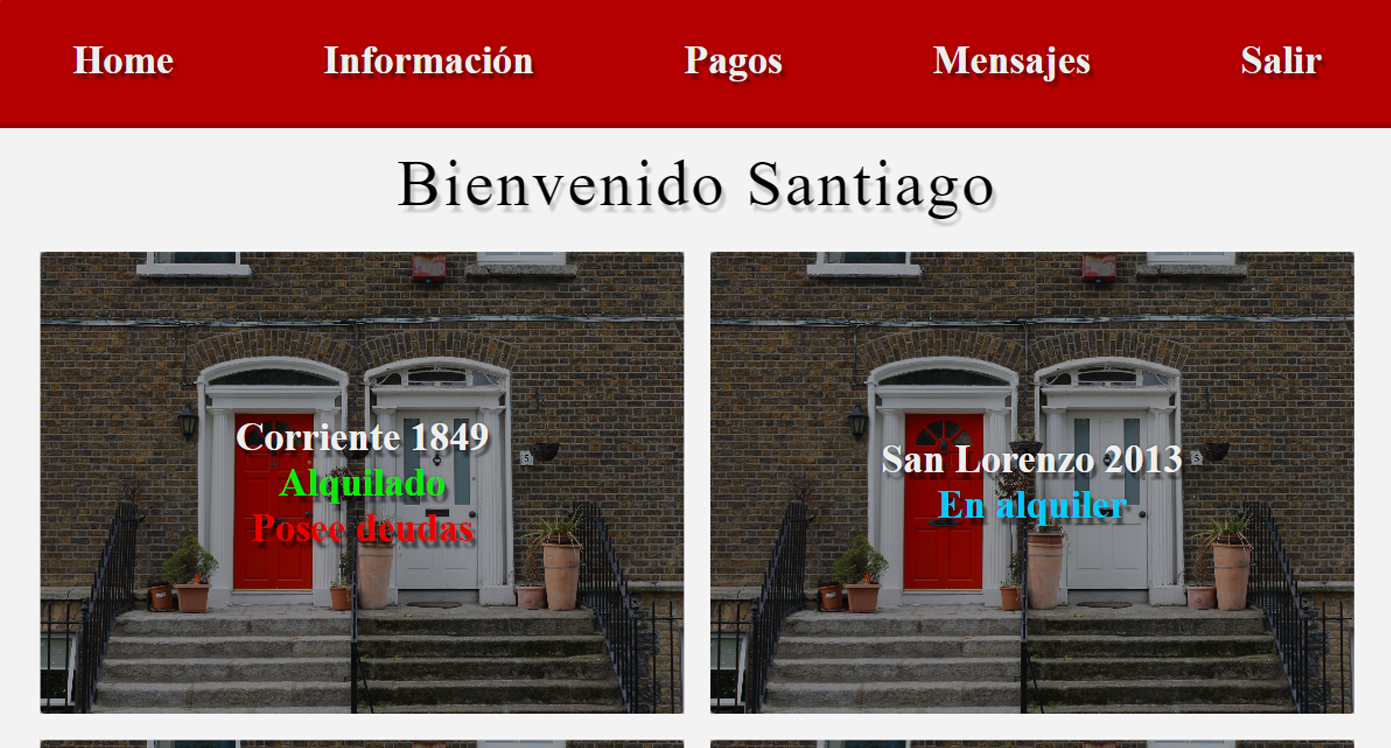 Home Información Pagos Mensajes Salir
Bienvenido Santiago
Corriente 1849
Alquilado
Posee deudas
5
San Lorenzo 2013
En alquiler
5